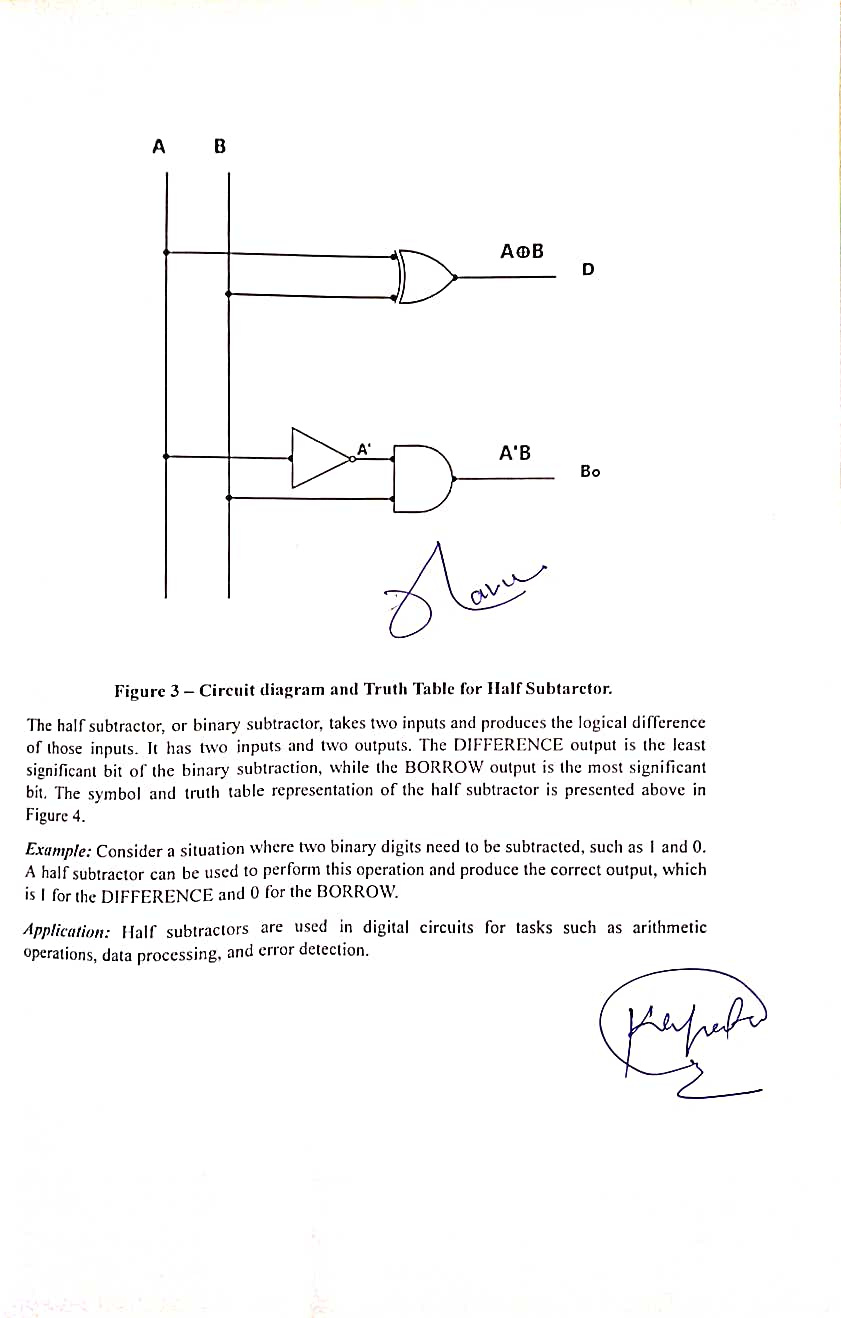 A B
A⊕B
D
A'
A'B
Bo
Figure 3 – Circuit diagram and Truth Table for Half Subtarctor.
The half subtractor, or binary subtractor, takes two inputs and produces the logical difference
of those inputs. It has two inputs and two outputs. The DIFFERENCE output is the least
significant bit of the binary subtraction, while the BORROW output is the most significant
bit. The symbol and truth table representation of the half subtractor is presented above in
Figure 4.
Example: Consider a situation where two binary digits need to be subtracted, such as 1 and 0.
A half subtractor can be used to perform this operation and produce the correct output, which
is 1 for the DIFFERENCE and 0 for the BORROW.
Application: Half subtractors are used in digital circuits for tasks such as arithmetic
operations, data processing, and error detection.